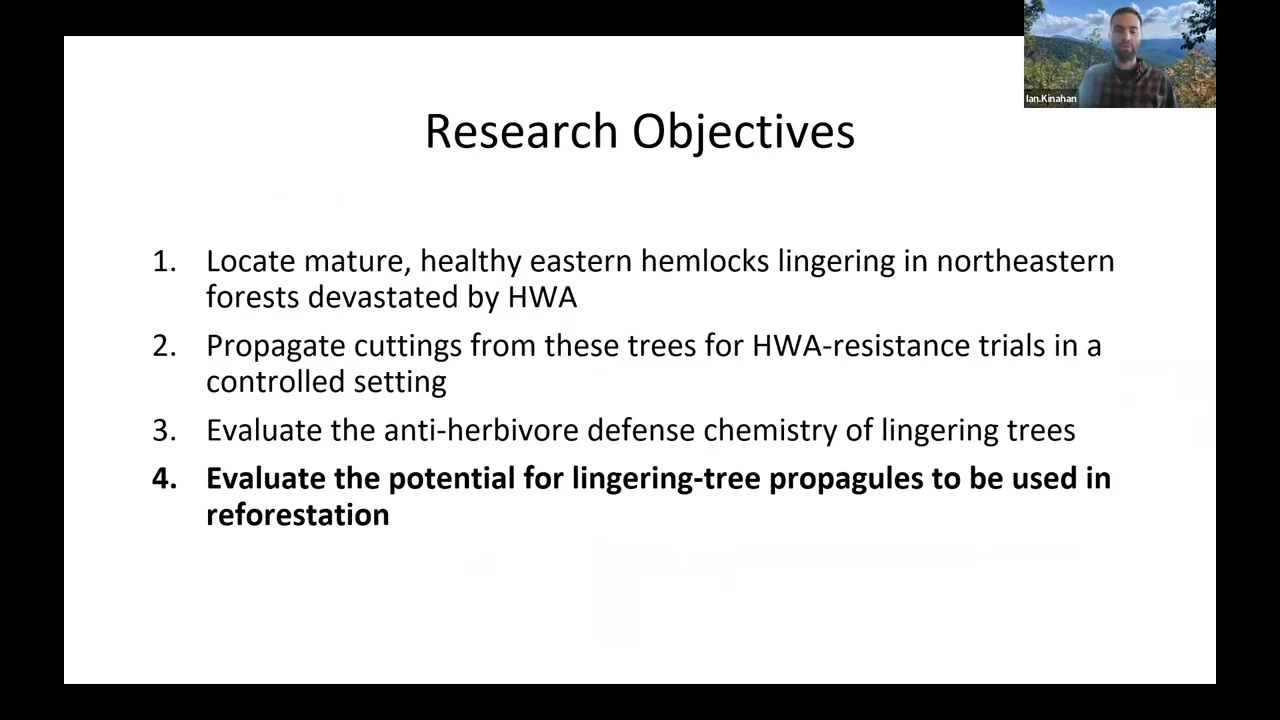 Ian.Kinahan
Research Objectives
1. Locate mature, healthy eastern hemlocks lingering in northeastern
forests devastated by HWA
2. Propagate cuttings from these trees for HWA-resistance trials in a
controlled setting
3. Evaluate the anti-herbivore defense chemistry of lingering trees
4. Evaluate the potential for lingering-tree propagules to be used in
reforestation